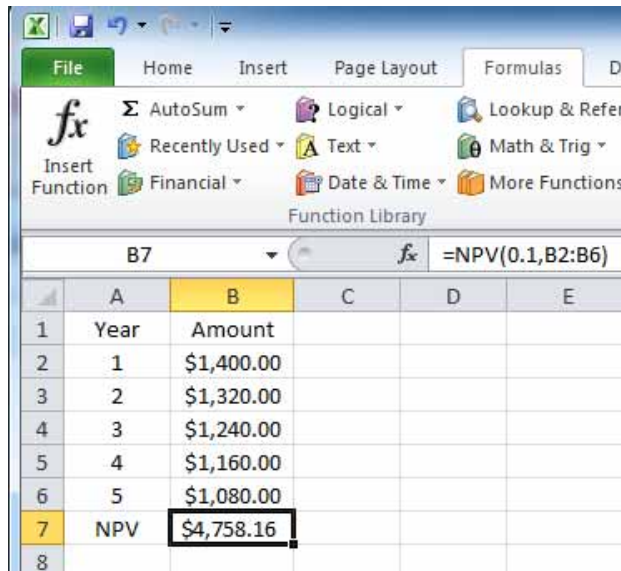 File Home Insert Page Layout Formulas D
Σ AutoSum Logical Lookup & Refer
fx Recently Used A Text θ Math & Trig
Insert Function Financial Date & Time More Functions
Function Library
B7 fx =NPV(0.1,B2:B6)
A B C D E
1 Year Amount
2 1 $1,400.00
3 2 $1,320.00
4 3 $1,240.00
5 4 $1,160.00
6 5 $1,080.00
7 NPV $4,758.16
8